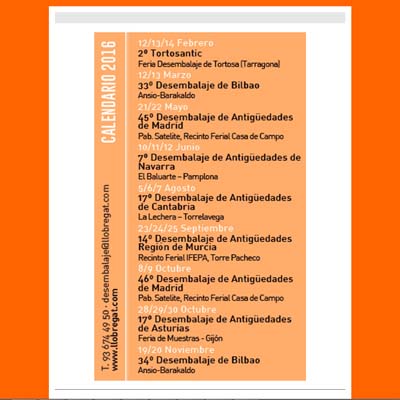 CALENDARIO 2016
T. 93 674 49 50 · desembalaje@llobregat.com
www.llobregat.com
12/13/14 Febrero
2º Tortosantic
Feria Desembalaje de Tortosa (Tarragona)
12/13 Marzo
33º Desembalaje de Bilbao
Ansio-Barakaldo
21/22 Mayo
45º Desembalaje de Antigüedades
de Madrid
Pab. Satelite, Recinto Ferial Casa de Campo
10/11/12 Junio
7º Desembalaje de Antigüedades de
Navarra
El Baluarte – Pamplona
5/6/7 Agosto
17º Desembalaje de Antigüedades
de Cantabria
La Lechera – Torrelavega
23/24/25 Septiembre
14º Desembalaje de Antigüedades
Región de Murcia
Recinto Ferial IFEPA, Torre Pacheco
8/9 Octubre
46º Desembalaje de Antigüedades
de Madrid
Pab. Satelite, Recinto Ferial Casa de Campo
28/29/30 Octubre
17º Desembalaje de Antigüedades
de Asturias
Feria de Muestras - Gijón
19/20 Noviembre
34º Desembalaje de Bilbao
Ansio-Barakaldo